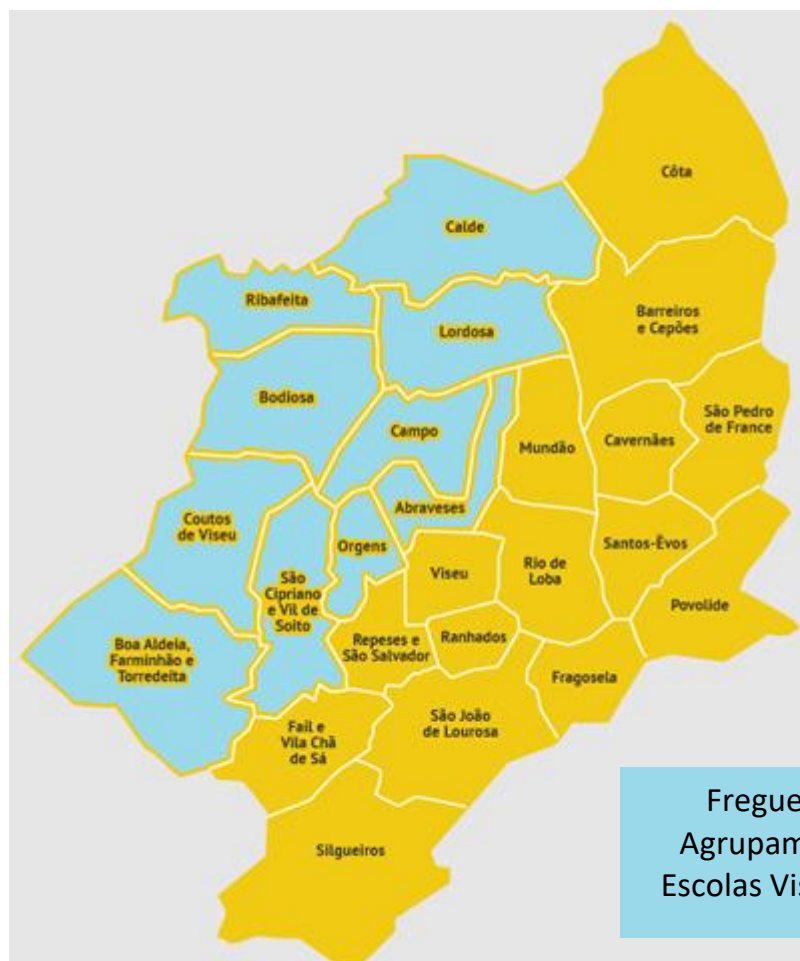 Côta
Calde
Ribafeita
Lordosa
Barreiros
e Cepões
Bodiosa
Campo
Mundão
Cavernães
São Pedro
de France
Abraveses
Coutos
de Viseu
Orgens
São
Cipriano
e Vil de
Soito
Viseu
Rio de
Loba
Santos-Êvos
Povolide
Boa Aldeia,
Farminhão e
Torredeita
Repeses e
São Salvador
Ranhados
Fragosela
Fail e
Vila Chã
de Sá
São João
de Lourosa
Silgueiros
Fregue
Agrupam
Escolas Vis